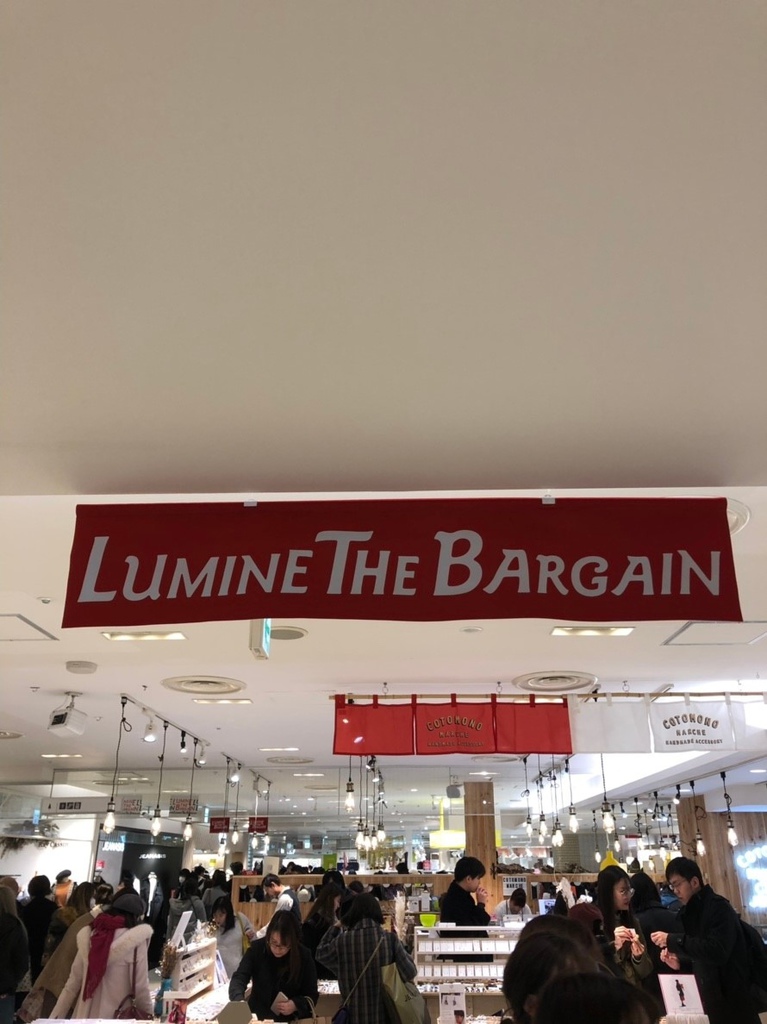 LUMINE THE BARGAIN
COTOMONO
MARCHE
COTOMONO
MARCHE
HANDMADE ACCESSORY